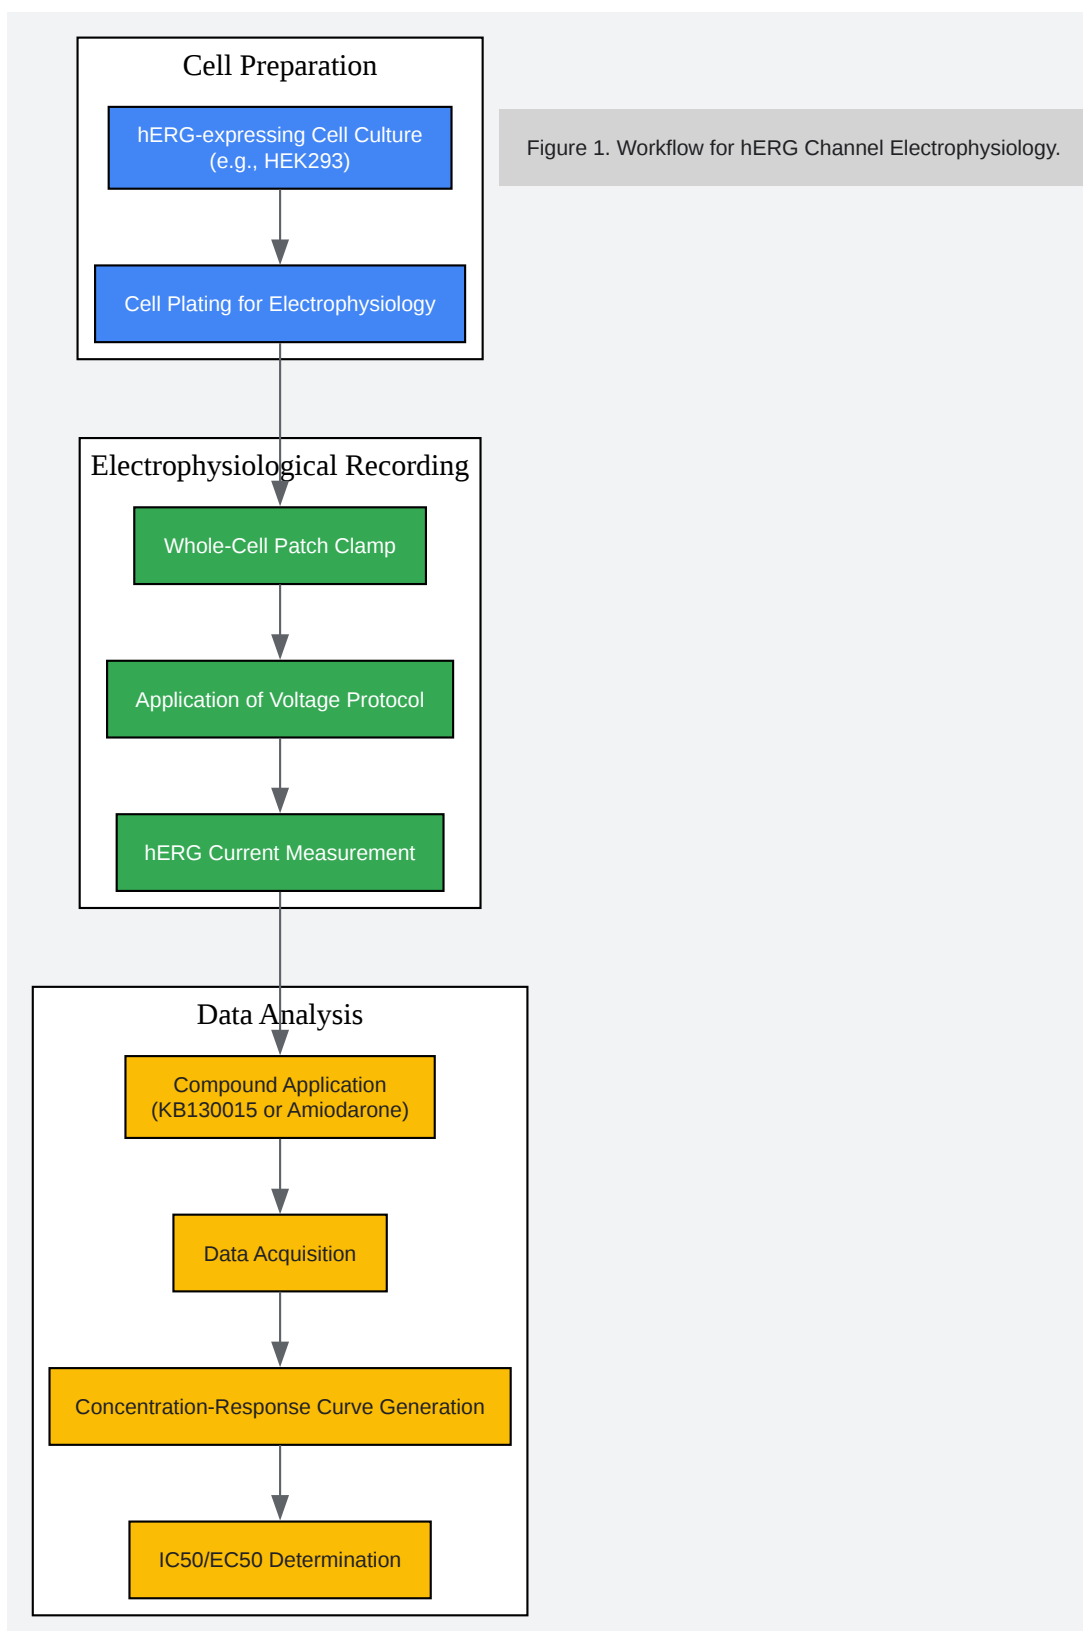 Cell Preparation
hERG-expressing Cell Culture
(e.g., HEK293)
Figure 1. Workflow for hERG Channel Electrophysiology.
Cell Plating for Electrophysiology
Electrophysiological Recording
Whole-Cell Patch Clamp
Application of Voltage Protocol
hERG Current Measurement
Data Analysis
Compound Application
(KB130015 or Amiodarone)
Data Acquisition
Concentration-Response Curve Generation
IC50/EC50 Determination